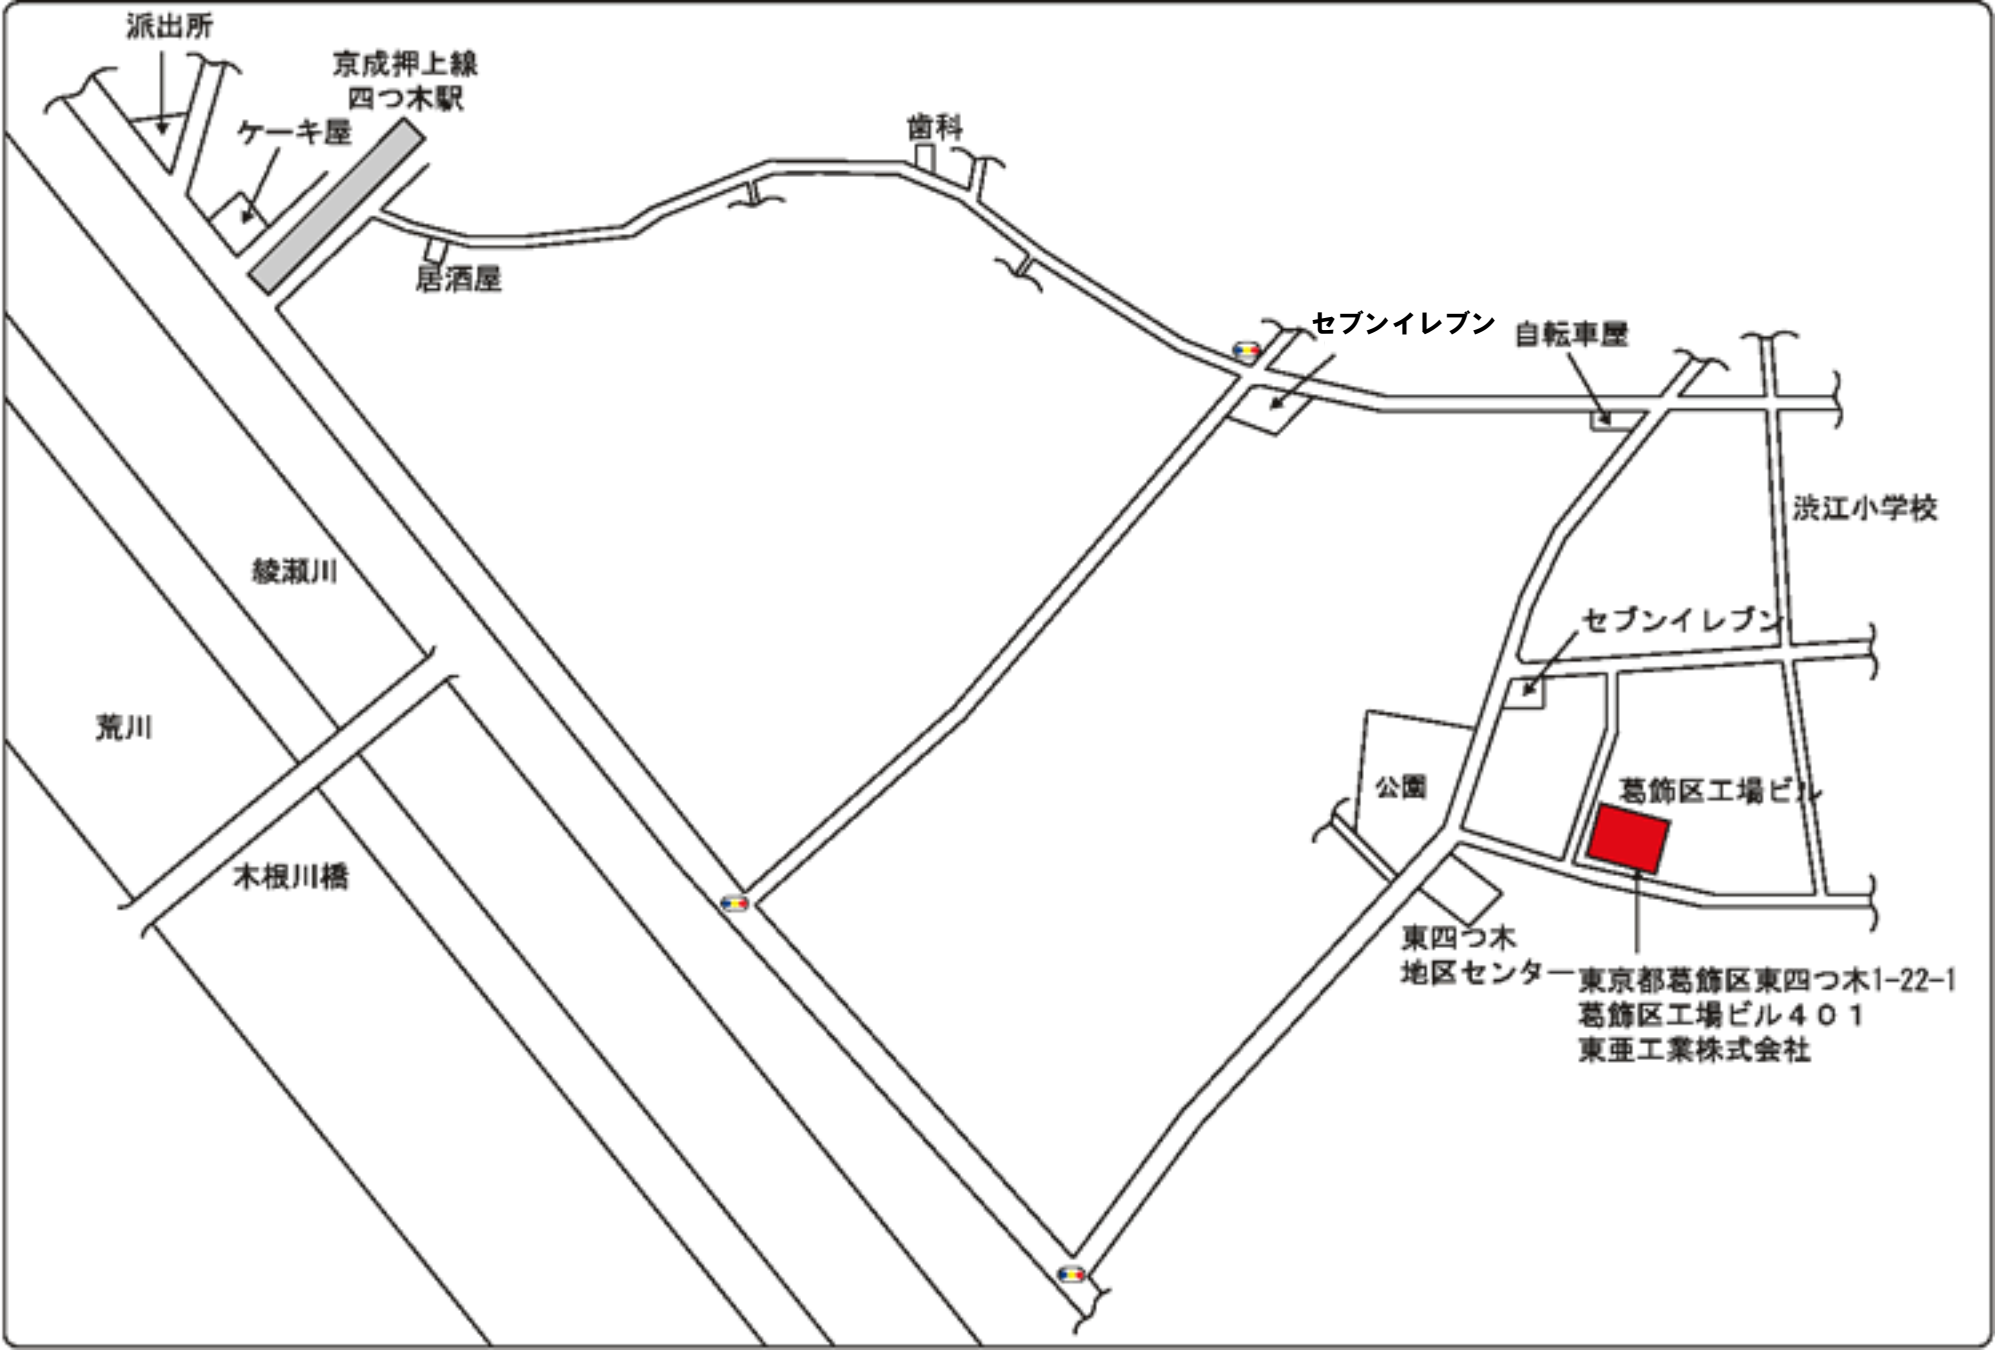 派出所
京成押上線
四つ木駅
ケーキ屋
歯科
居酒屋
セブンイレブン
自転車屋
渋江小学校
綾瀬川
セブンイレブン
荒川
公園
葛飾区工場ビル
木根川橋
東四つ木
地区センター
東京都葛飾区東四つ木1-22-1
葛飾区工場ビル４０１
東亜工業株式会社